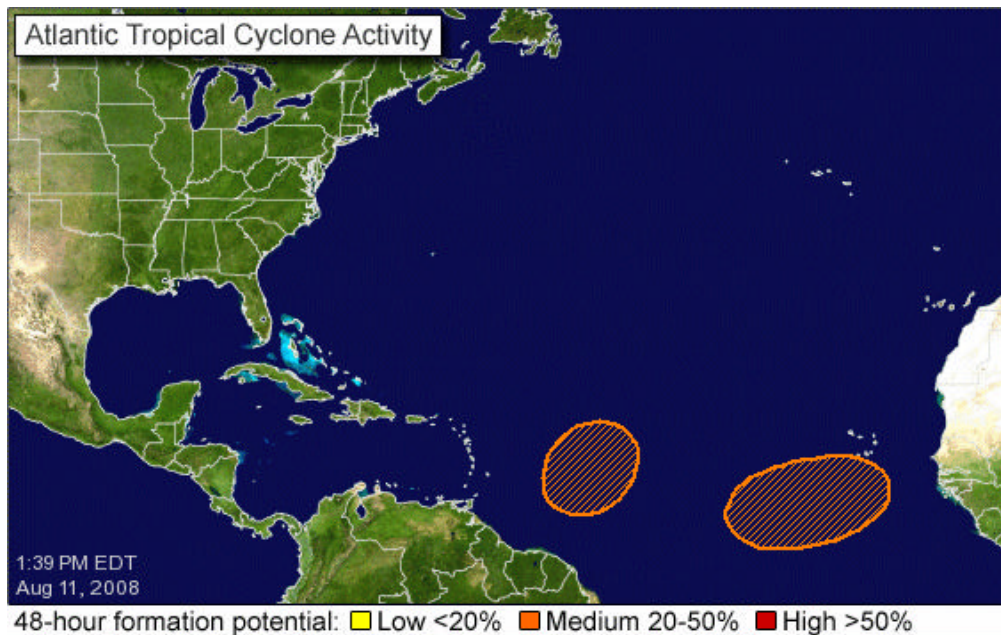 Atlantic Tropical Cyclone Activity
1:39 PM EDT
Aug 11, 2008
48-hour formation potential: Low <20% Medium 20-50% High >50%